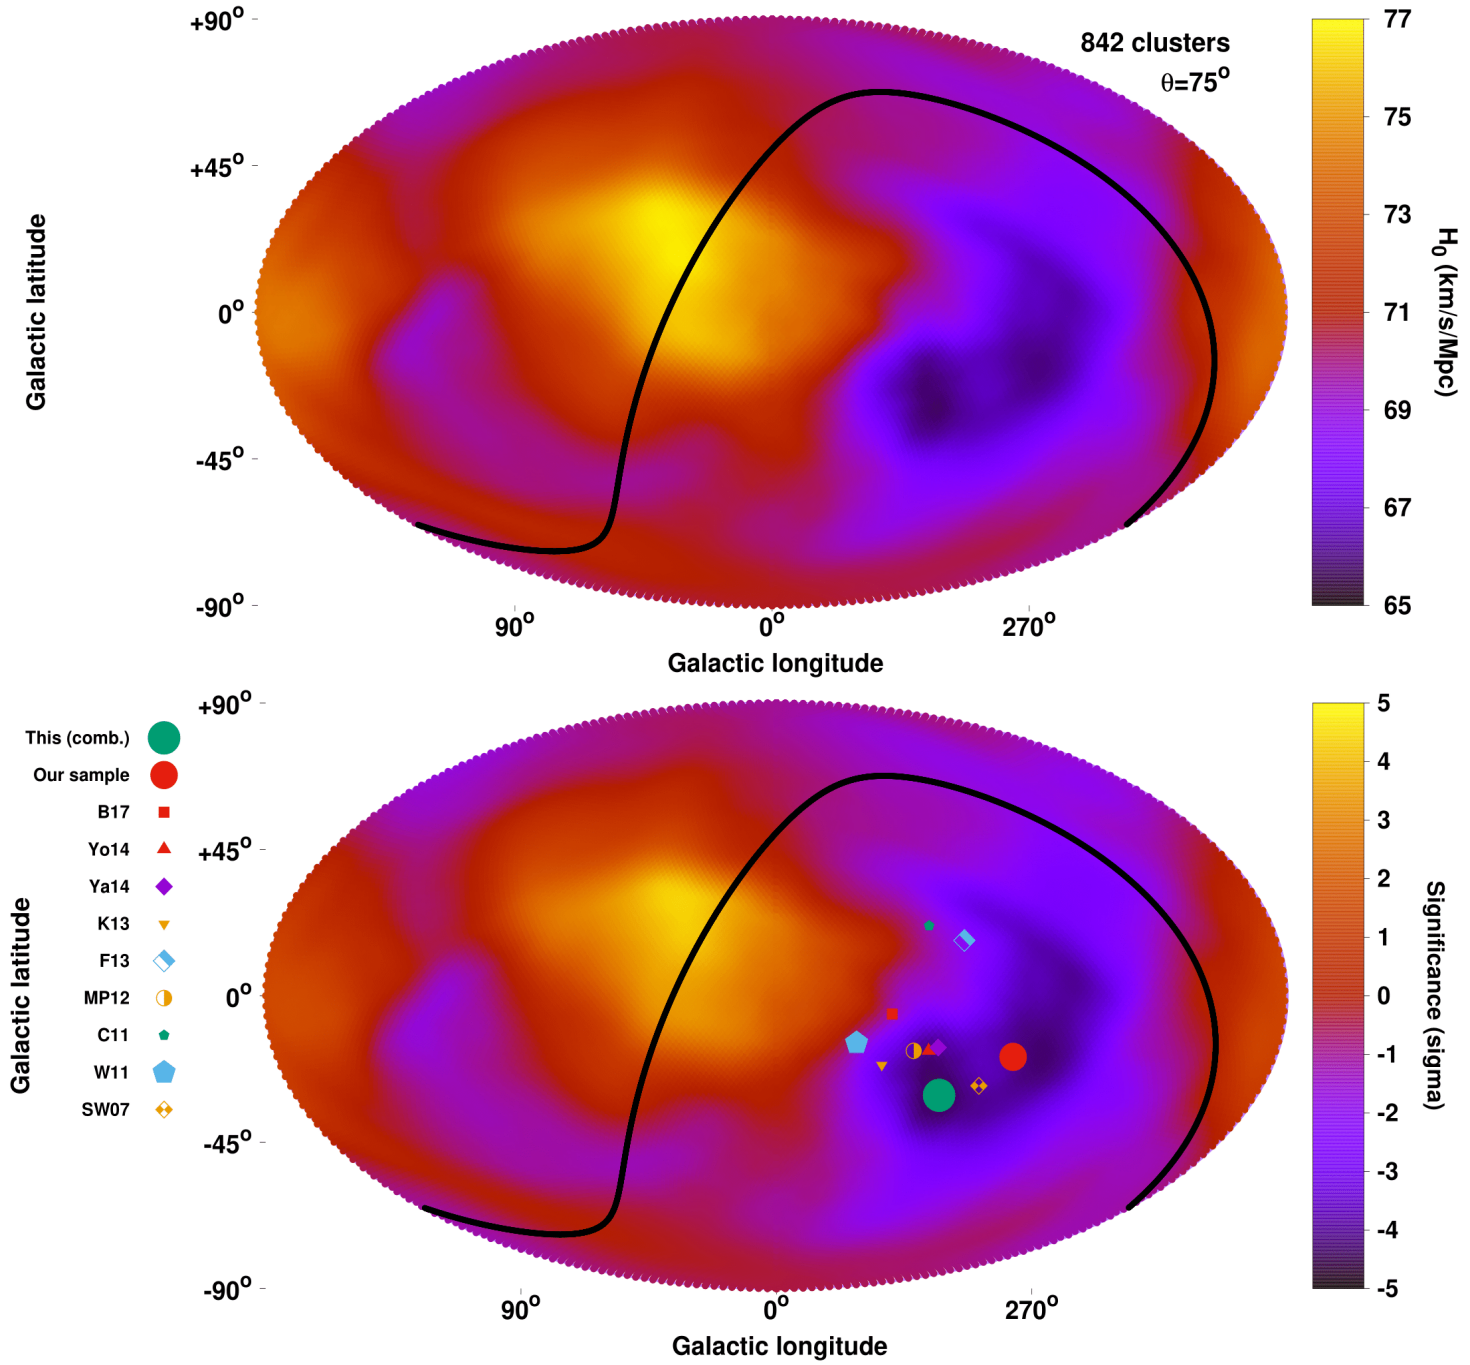 +90°
842 clusters
θ=75°
+45°
0°
-45°
-90°
Galactic latitude
90°
0°
270°
Galactic longitude
77
75
73
71
69
67
65
H₀ (km/s/Mpc)
This (comb.)
Our sample
B17
Yo14
Ya14
K13
F13
MP12
C11
W11
SW07
+90°
+45°
0°
-45°
-90°
Galactic latitude
90°
0°
270°
Galactic longitude
5
4
3
2
1
0
-1
-2
-3
-4
-5
Significance (sigma)